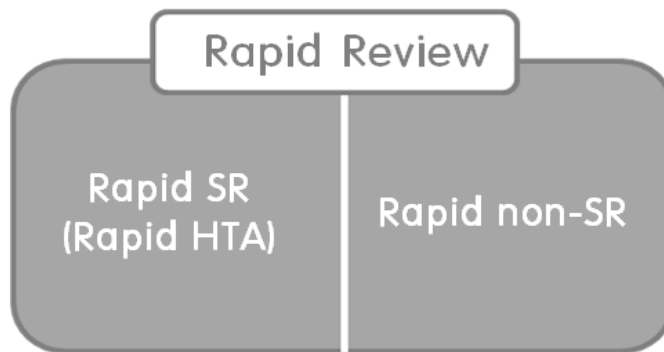 Rapid Review
Rapid SR
(Rapid HTA)
Rapid non-SR